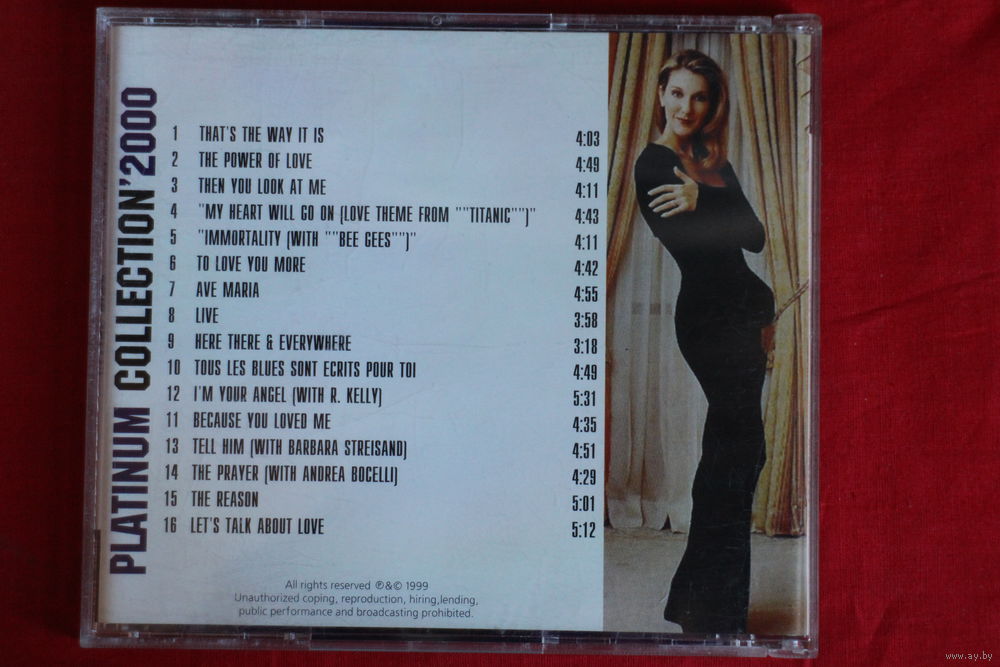 PLATINUM COLLECTION'2000
1 THAT'S THE WAY IT IS 4:03
2 THE POWER OF LOVE 4:49
3 THEN YOU LOOK AT ME 4:11
4 "MY HEART WILL GO ON (LOVE THEME FROM ""TITANIC"")" 4:43
5 "IMMORTALITY (WITH ""BEE GEES"")" 4:11
6 TO LOVE YOU MORE 4:42
7 AVE MARIA 4:55
8 LIVE 3:58
9 HERE THERE & EVERYWHERE 3:18
10 TOUS LES BLUES SONT ECRITS POUR TOI 4:49
12 I'M YOUR ANGEL (WITH R. KELLY) 5:31
11 BECAUSE YOU LOVED ME 4:35
13 TELL HIM (WITH BARBARA STREISAND) 4:51
14 THE PRAYER (WITH ANDREA BOCELLI) 4:29
15 THE REASON 5:01
16 LET'S TALK ABOUT LOVE 5:12
All rights reserved ℗&© 1999
Unauthorized coping, reproduction, hiring,lending,
public performance and broadcasting prohibited.
www.ay.by